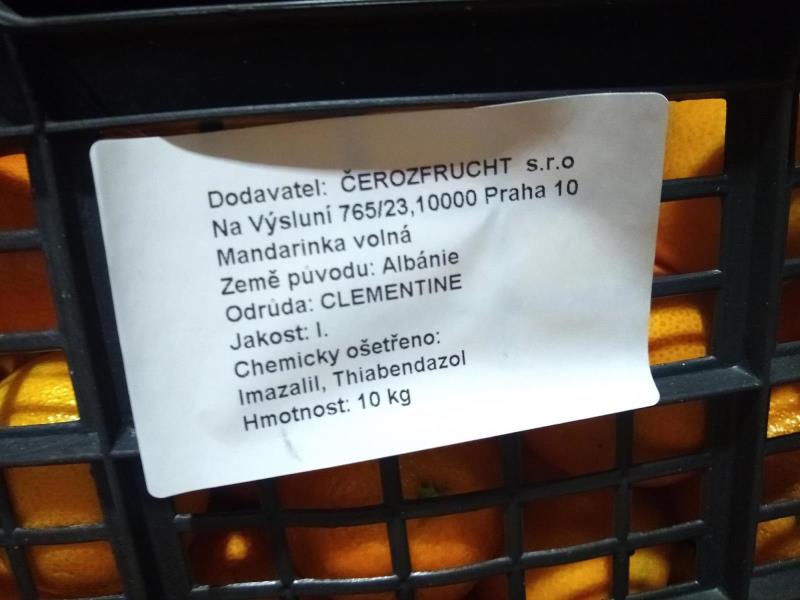 Dodavatel: ČEROZFRUCHT s.r.o
Na Výsluní 765/23,10000 Praha 10
Mandarinka volná
Země původu: Albánie
Odrůda: CLEMENTINE
Jakost: I.
Chemicky ošetřeno:
Imazalil, Thiabendazol
Hmotnost: 10 kg